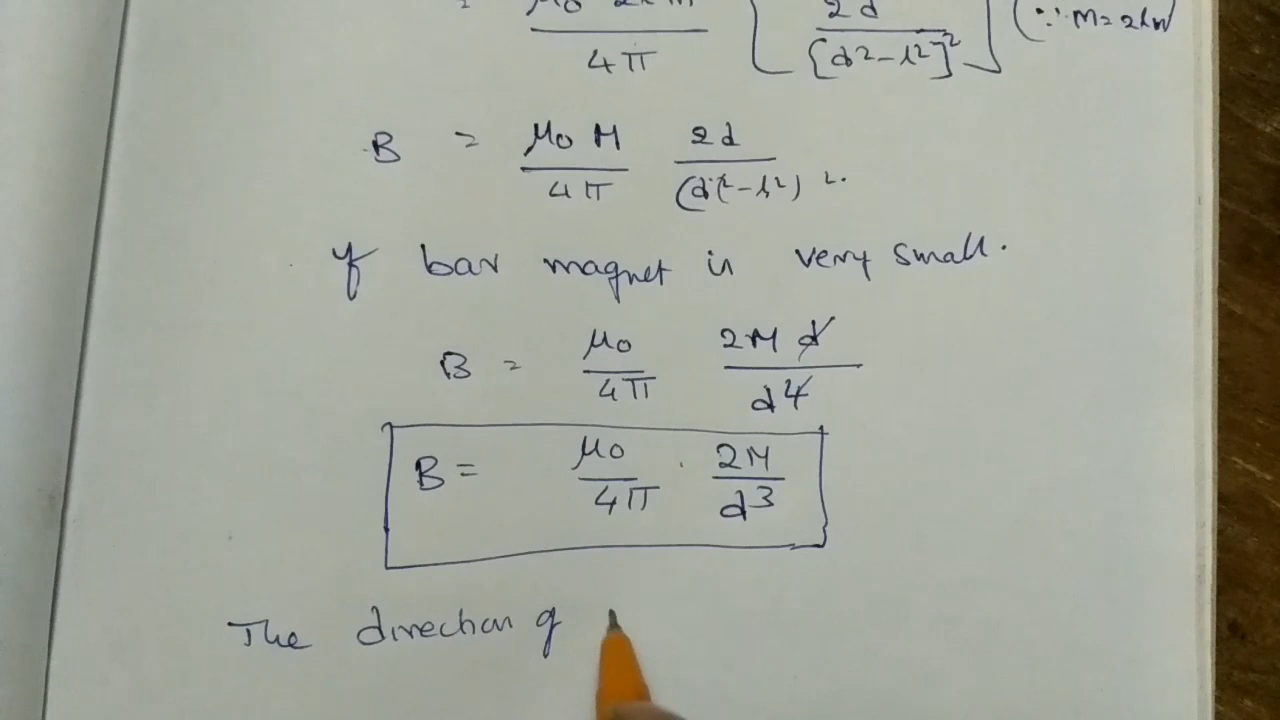 = μ0 2lm / 4π [ 2d / [d²-l²]² ] (∵ M = 2lm
B = μ0 M / 4π 2d / (d²-l²)².
If bar magnet is very small.
B = μ0 / 4π 2Md / d4
B = μ0 / 4π . 2M / d3
The direction of